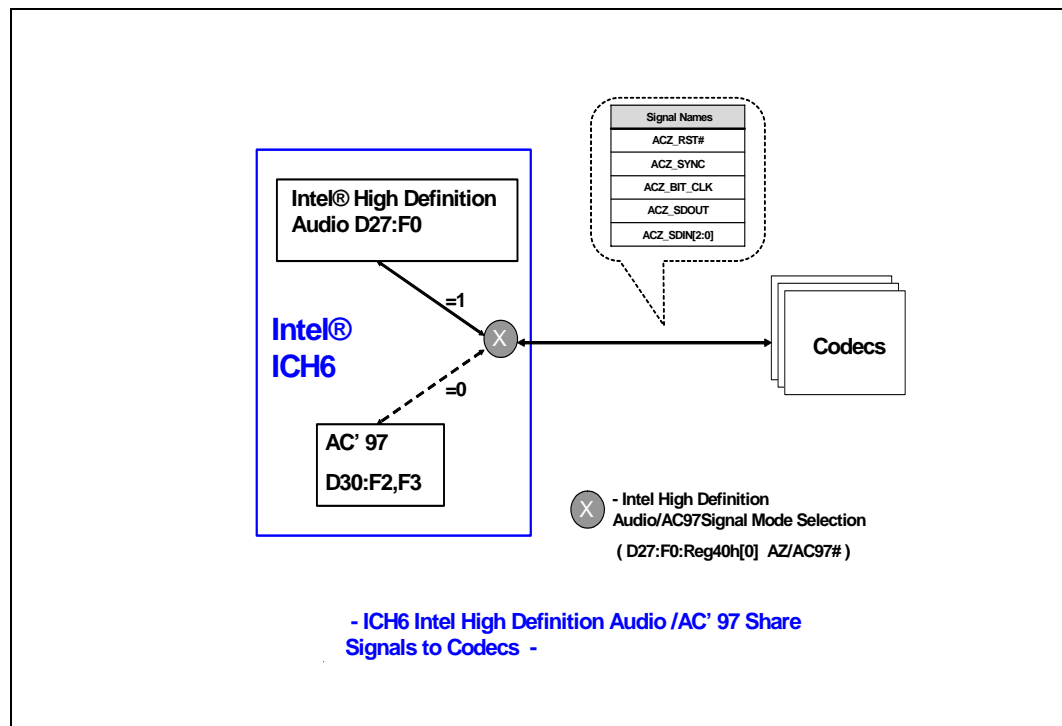 Signal Names
ACZ_RST#
ACZ_SYNC
ACZ_BIT_CLK
ACZ_SDOUT
ACZ_SDIN[2:0]
Intel® High Definition
Audio D27:F0
=1
Intel®
ICH6
X
Codecs
=0
AC' 97
D30:F2,F3
X
- Intel High Definition
Audio/AC97Signal Mode Selection
( D27:F0:Reg40h[0] AZ/AC97# )
- ICH6 Intel High Definition Audio /AC' 97 Share
Signals to Codecs -